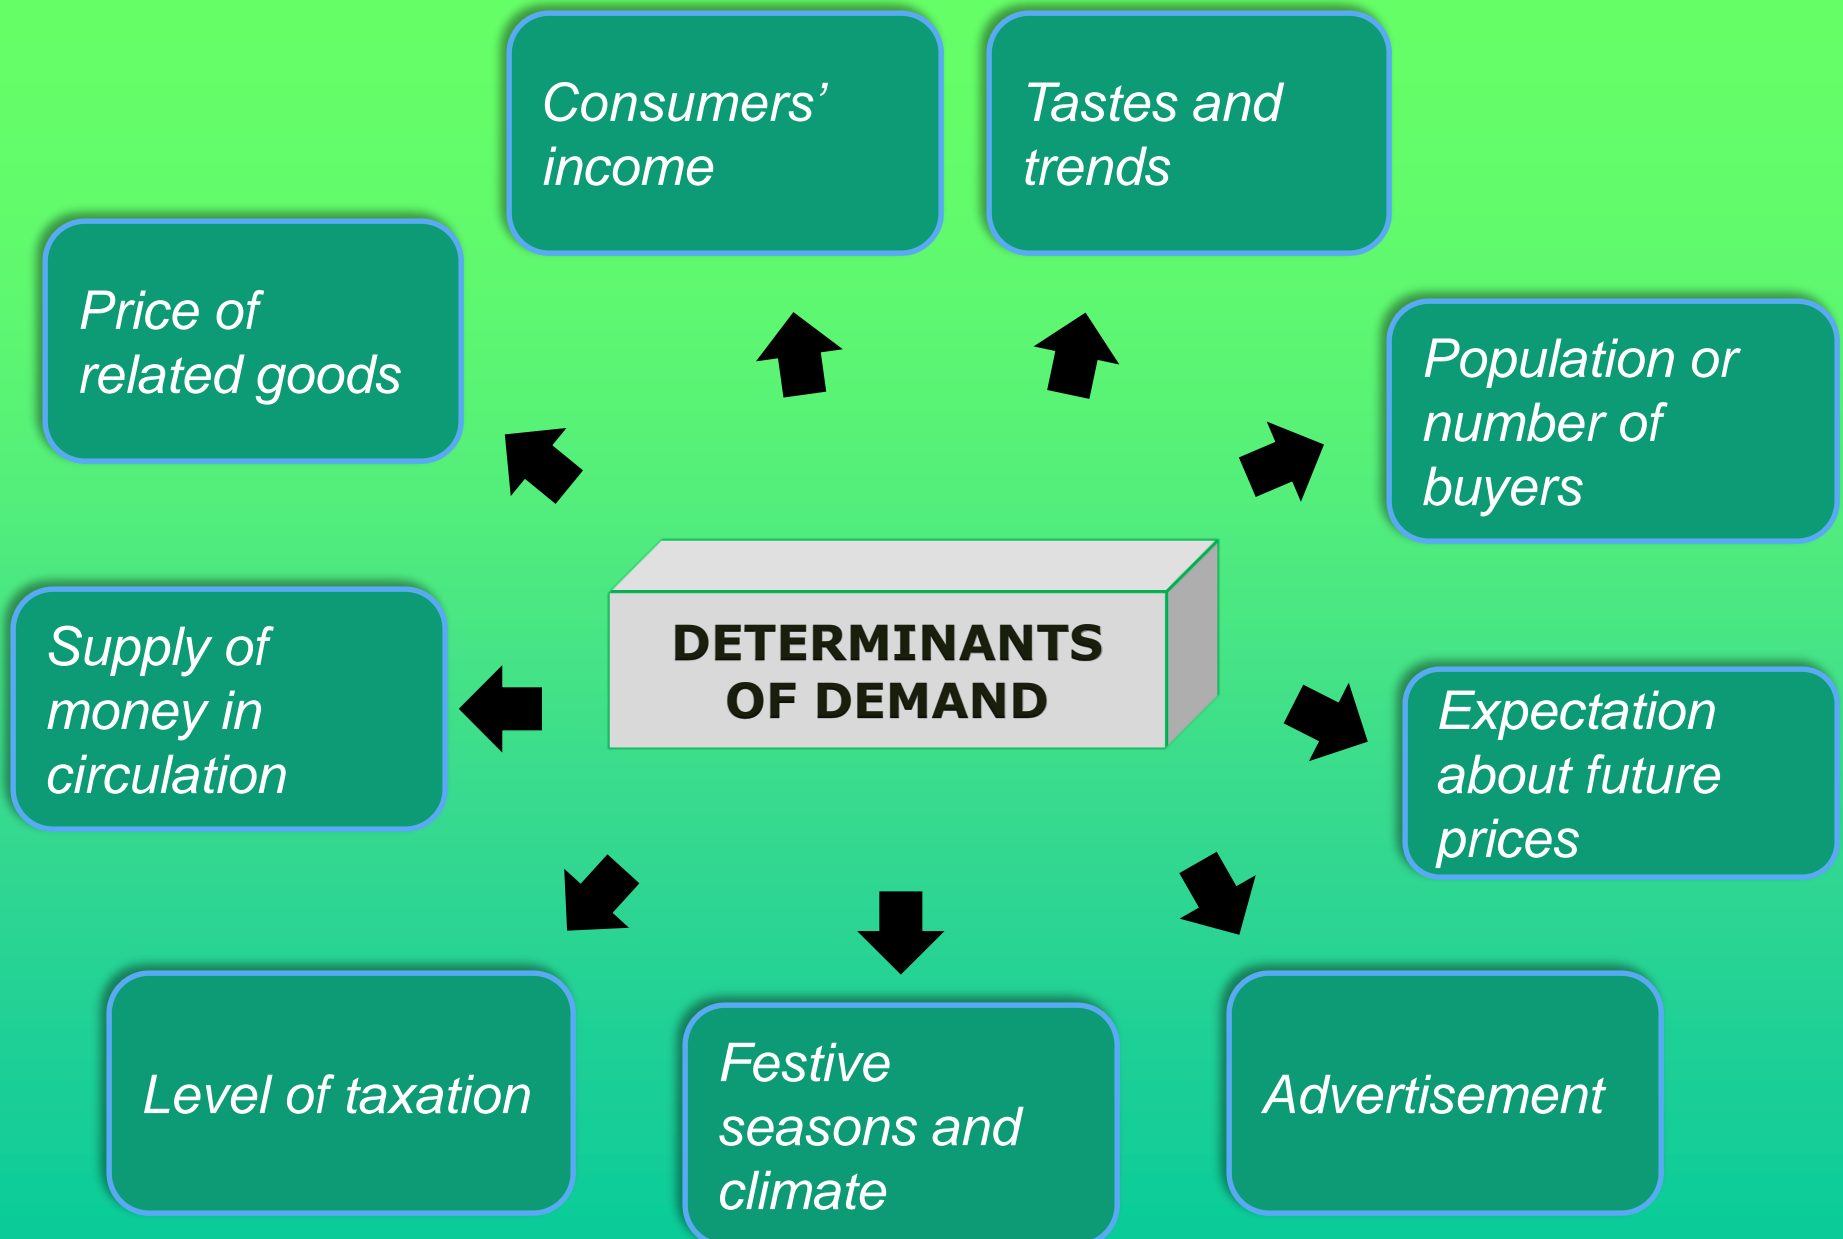 Consumers’
income
Tastes and
trends
Price of
related goods
Population or
number of
buyers
DETERMINANTS
OF DEMAND
Supply of
money in
circulation
Expectation
about future
prices
Level of taxation
Festive
seasons and
climate
Advertisement